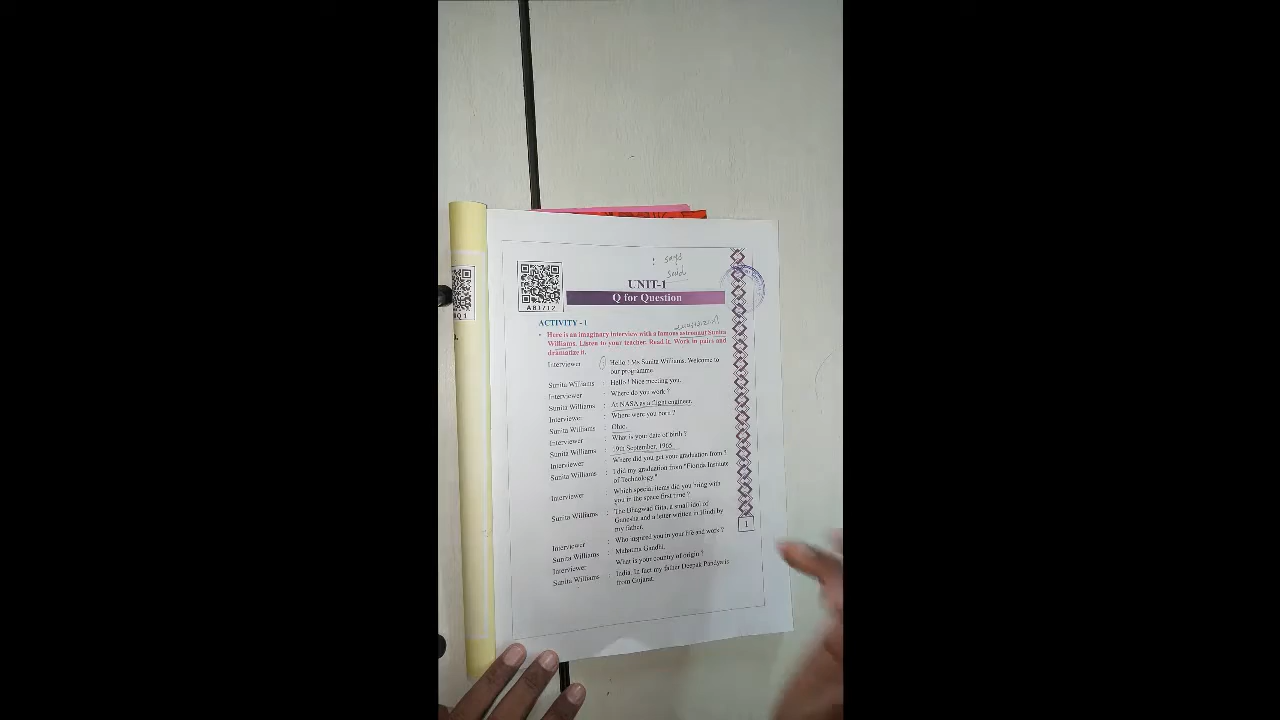 : says
said
UNIT-1
Q for Question
AB1712
ACTIVITY - 1
• Here is an imaginary interview with a famous astronaut Sunita
Williams. Listen to your teacher. Read it. Work in pairs and
dramatize it.
Interviewer : Hello ! Ms Sunita Williams. Welcome to
our programme.
Sunita Williams : Hello ! Nice meeting you.
Interviewer : Where do you work ?
Sunita Williams : At NASA as a flight engineer.
Interviewer : Where were you born ?
Sunita Williams : Ohio.
Interviewer : What is your date of birth ?
Sunita Williams : 19th September, 1965
Interviewer : Where did you get your graduation from ?
Sunita Williams : I did my graduation from "Florida Institute
of Technology".
Interviewer : Which special items did you bring with
you in the space first time ?
Sunita Williams : The Bhagwad Gita, a small idol of
Ganesha and a letter written in Hindi by
my father.
Interviewer : Who inspired you in your life and work ?
Sunita Williams : Mahatma Gandhi.
Interviewer : What is your country of origin ?
Sunita Williams : India. In fact my father Deepak Pandya is
from Gujarat.
1